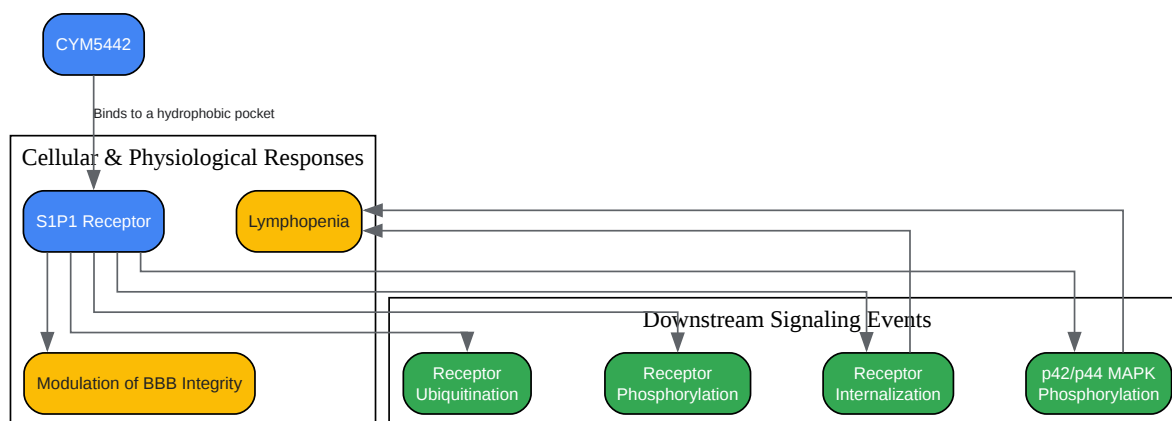 CYM5442
Binds to a hydrophobic pocket
Cellular & Physiological Responses
S1P1 Receptor
Lymphopenia
Downstream Signaling Events
Modulation of BBB Integrity
Receptor
Ubiquitination
Receptor
Phosphorylation
Receptor
Internalization
p42/p44 MAPK
Phosphorylation